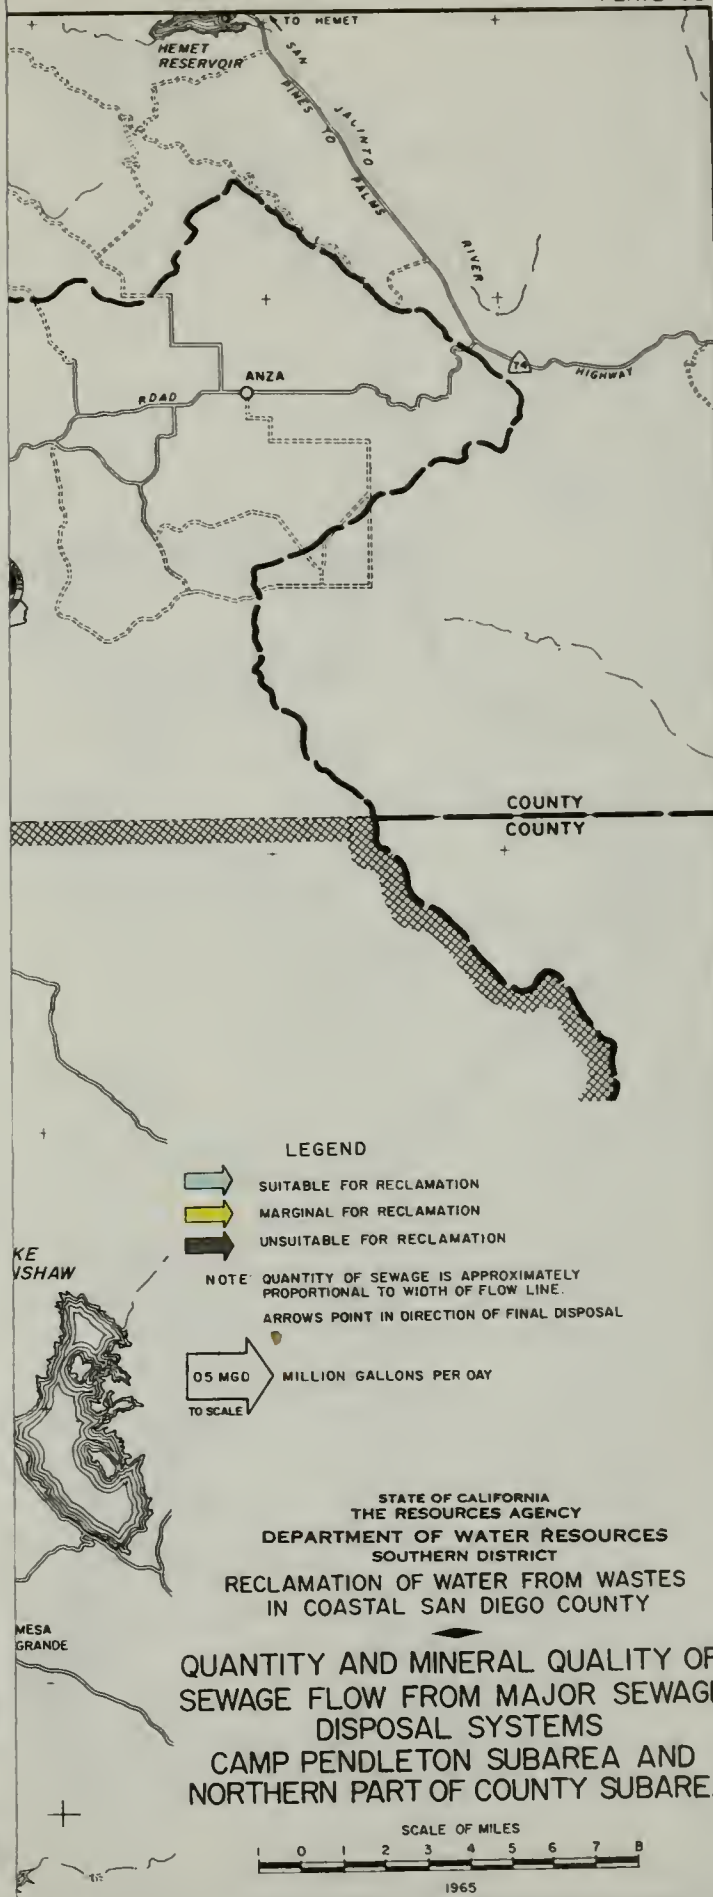 TO HEMET
HEMET
RESERVOIR
SAN
JACINTO
RIVER
PINES TO
PALMS
HIGHWAY
74
ANZA
ROAD
COUNTY
COUNTY
LEGEND
SUITABLE FOR RECLAMATION
MARGINAL FOR RECLAMATION
UNSUITABLE FOR RECLAMATION
NOTE: QUANTITY OF SEWAGE IS APPROXIMATELY
PROPORTIONAL TO WIDTH OF FLOW LINE.
ARROWS POINT IN DIRECTION OF FINAL DISPOSAL
0.5 MGD
MILLION GALLONS PER DAY
TO SCALE
KE
NSHAW
MESA
GRANDE
STATE OF CALIFORNIA
THE RESOURCES AGENCY
DEPARTMENT OF WATER RESOURCES
SOUTHERN DISTRICT
RECLAMATION OF WATER FROM WASTES
IN COASTAL SAN DIEGO COUNTY
QUANTITY AND MINERAL QUALITY OF
SEWAGE FLOW FROM MAJOR SEWAGE
DISPOSAL SYSTEMS
CAMP PENDLETON SUBAREA AND
NORTHERN PART OF COUNTY SUBARE
SCALE OF MILES
1 0 1 2 3 4 5 6 7 8
1965